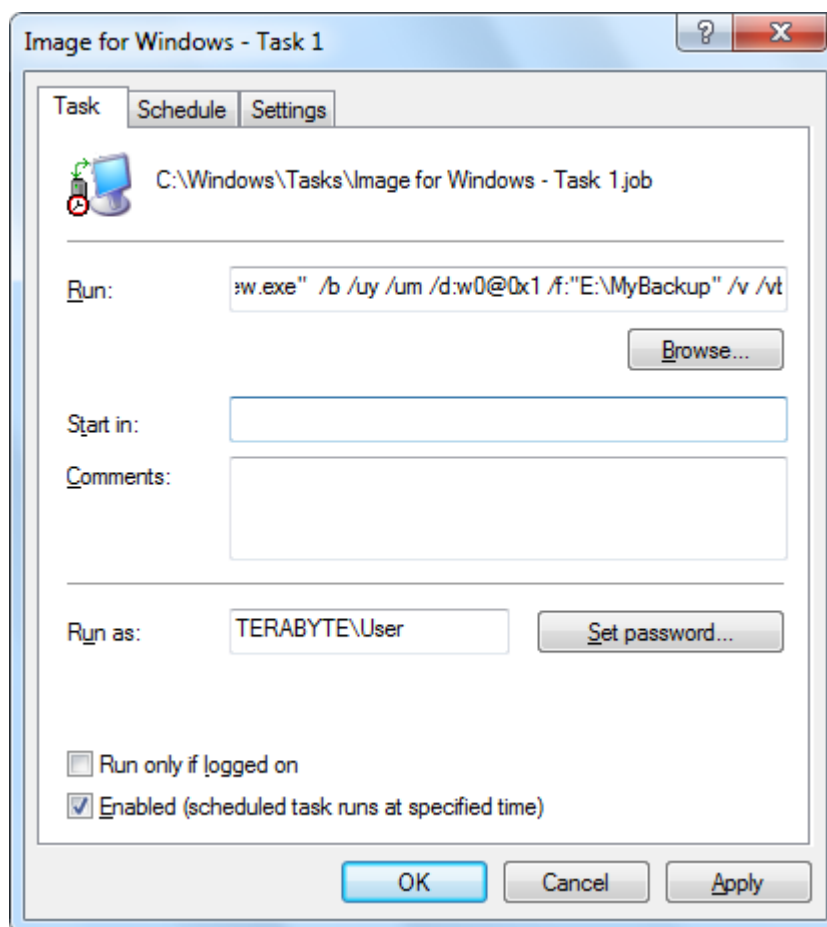 Image for Windows - Task 1
Task Schedule Settings
C:\Windows\Tasks\Image for Windows - Task 1.job
Run: ew.exe" /b /uy /um /d:w0@0x1 /f:"E:\MyBackup" /v /vb
Browse...
Start in:
Comments:
Run as: TERABYTE\User Set password...
Run only if logged on
Enabled (scheduled task runs at specified time)
OK Cancel Apply